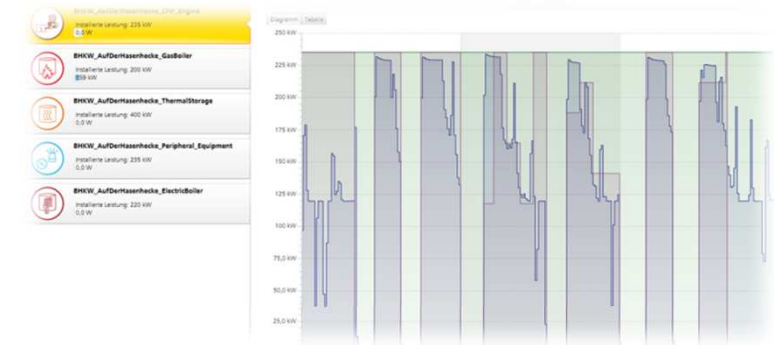 BHKW_AufDerHasenhecke_CHP_Engine
Installierte Leistung: 235 kW
0,0 W
BHKW_AufDerHasenhecke_GasBoiler
Installierte Leistung: 200 kW
kW
BHKW_AufDerHasenhecke_ThermalStorage
Installierte Leistung: 400 kW
0,0 W
BHKW_AufDerHasenhecke_Peripheral_Equipment
Installierte Leistung: 235 kW
0,0 W
BHKW_AufDerHasenhecke_ElectricBoiler
Installierte Leistung: 220 kW
0,0 W
Diagramm Tabelle
250 kW
225 kW
200 kW
175 kW
150 kW
125 kW
100 kW
75,0 kW
50,0 kW
25,0 kW